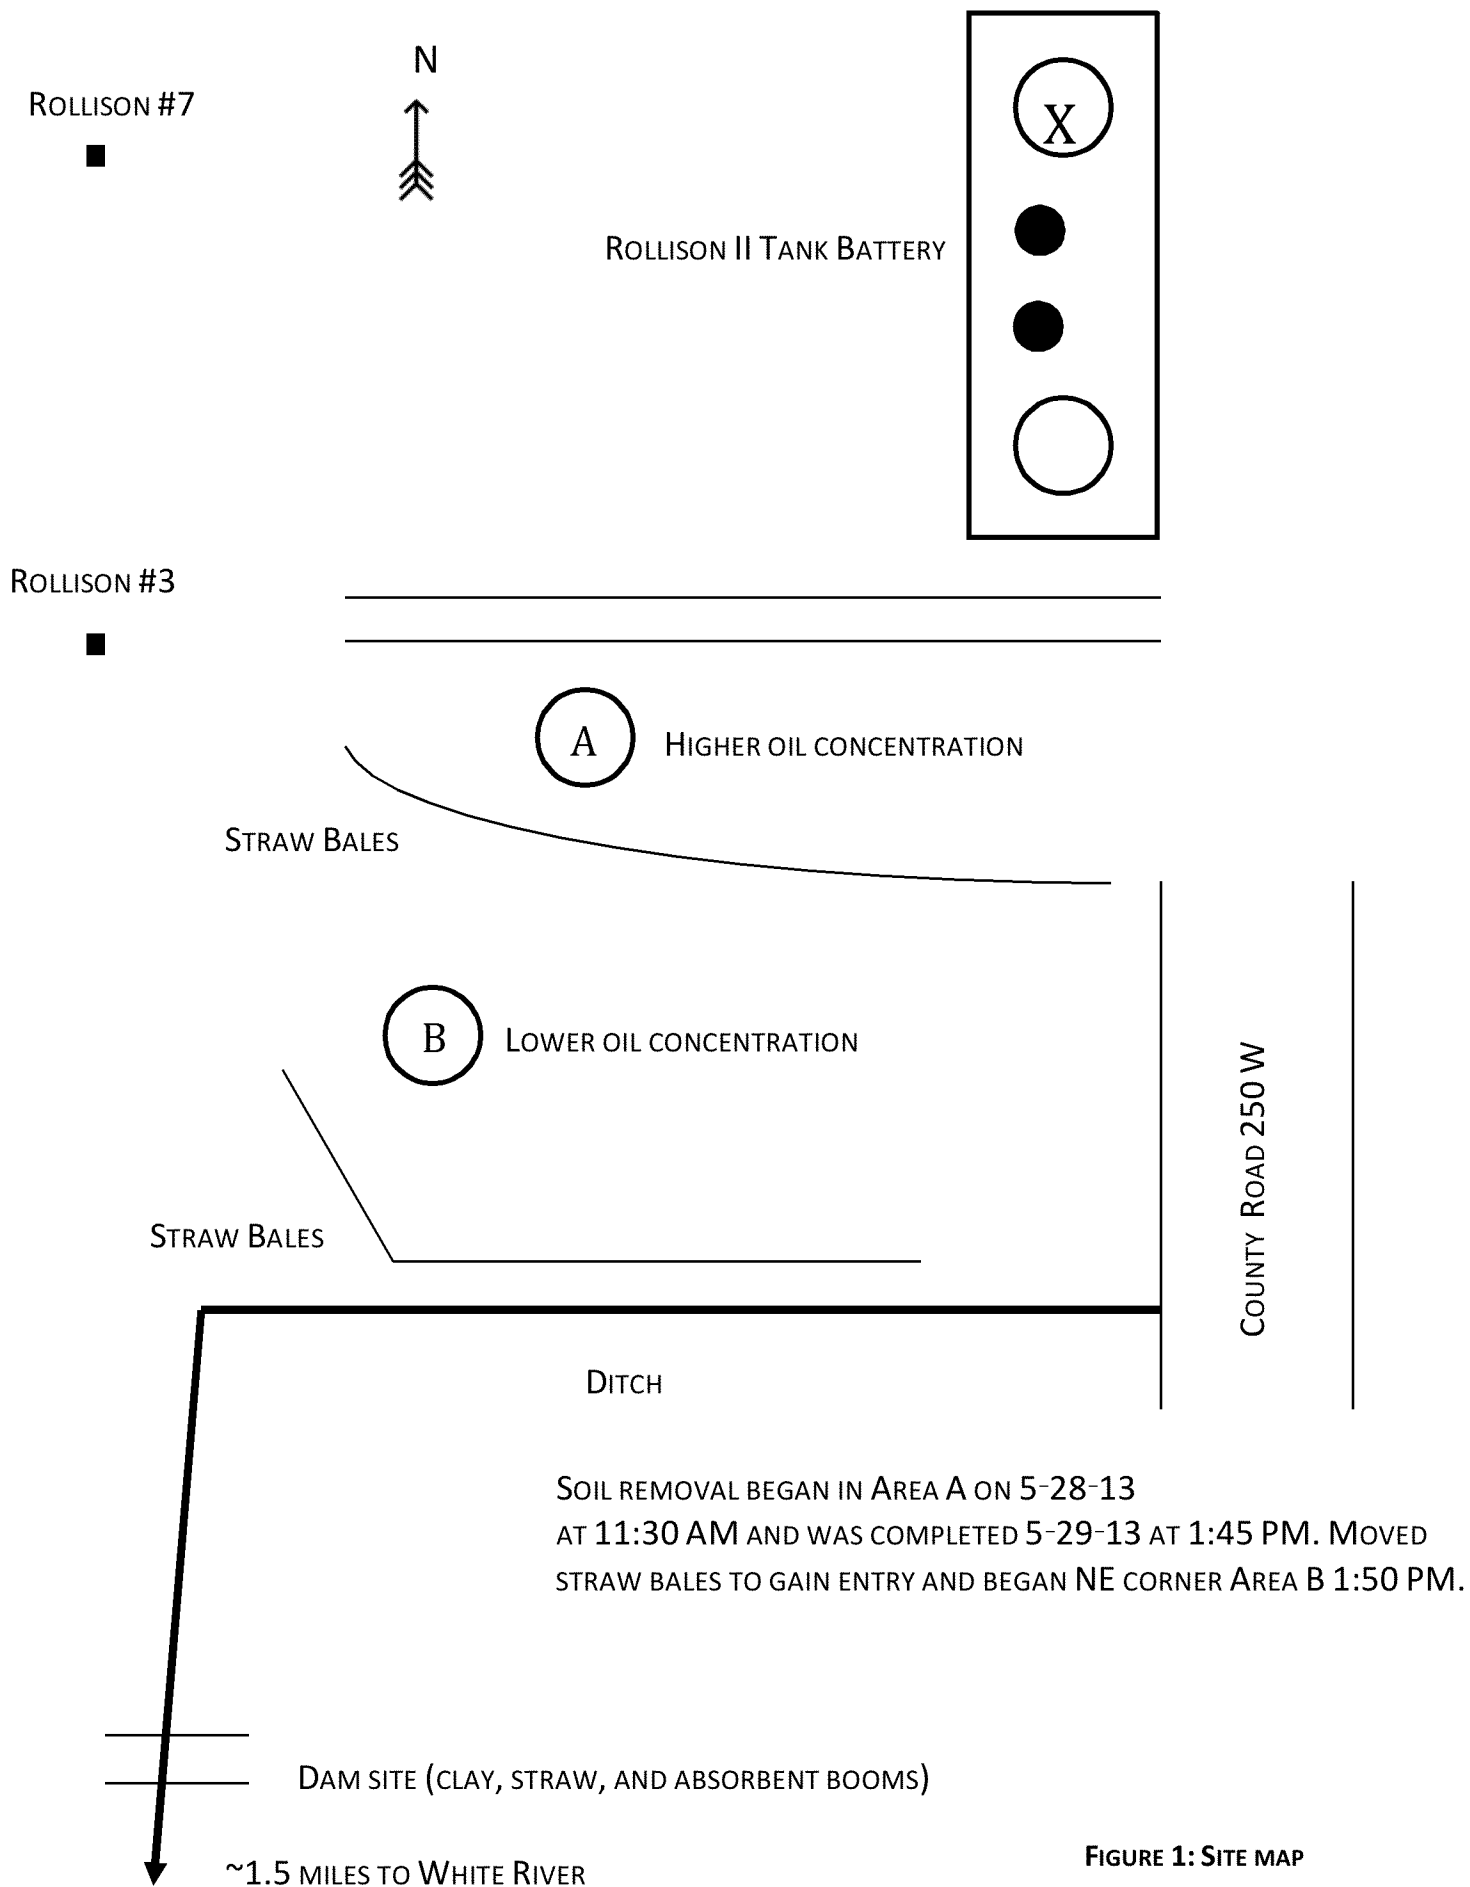 N
Rollison #7
X
Rollison II Tank Battery
Rollison #3
A
Higher oil concentration
Straw Bales
B
Lower oil concentration
County Road 250 W
Straw Bales
Ditch
Soil removal began in Area A on 5-28-13
at 11:30 AM and was completed 5-29-13 at 1:45 PM. Moved
straw bales to gain entry and began NE corner Area B 1:50 PM.
Dam site (clay, straw, and absorbent booms)
~1.5 miles to White River
Figure 1: Site map